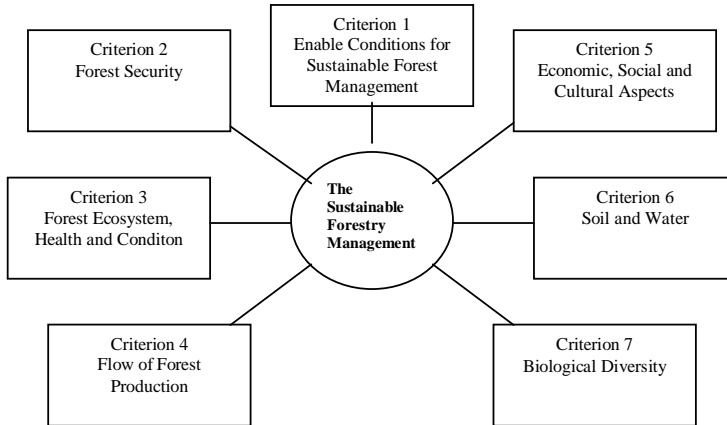 Criterion 1
Enable Conditions for
Sustainable Forest
Management
Criterion 2
Forest Security
Criterion 5
Economic, Social and
Cultural Aspects
The
Sustainable
Forestry
Management
Criterion 3
Forest Ecosystem,
Health and Conditon
Criterion 6
Soil and Water
Criterion 4
Flow of Forest
Production
Criterion 7
Biological Diversity